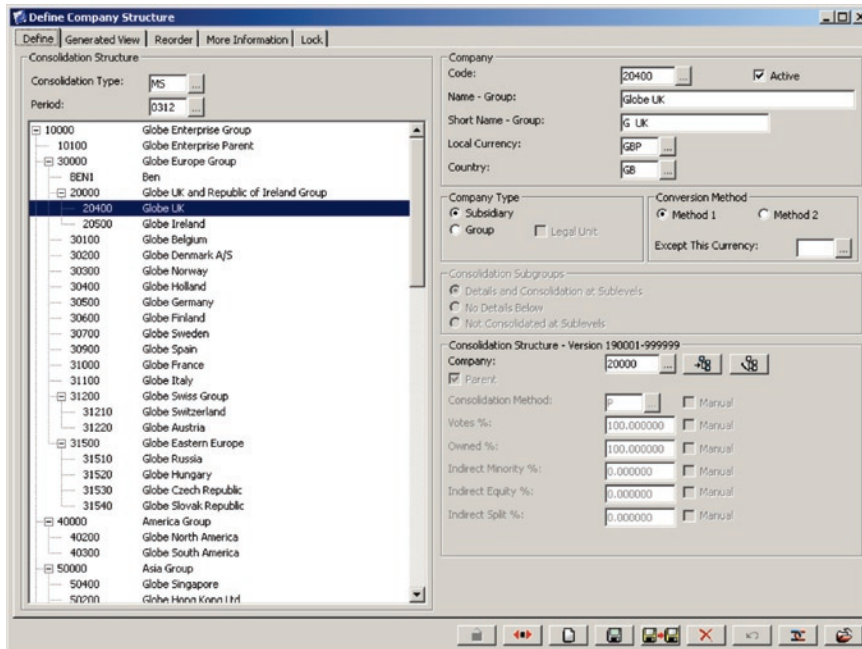 Define Company Structure
Define Generated View Reorder More Information Lock
Consolidation Structure
Consolidation Type: MS ...
Period: 0312 ...
10000 Globe Enterprise Group
10100 Globe Enterprise Parent
30000 Globe Europe Group
BEN1 Ben
20000 Globe UK and Republic of Ireland Group
20400 Globe UK
20500 Globe Ireland
30100 Globe Belgium
30200 Globe Denmark A/S
30300 Globe Norway
30400 Globe Holland
30500 Globe Germany
30600 Globe Finland
30700 Globe Sweden
30900 Globe Spain
31000 Globe France
31100 Globe Italy
31200 Globe Swiss Group
31210 Globe Switzerland
31220 Globe Austria
31500 Globe Eastern Europe
31510 Globe Russia
31520 Globe Hungary
31530 Globe Czech Republic
31540 Globe Slovak Republic
40000 America Group
40200 Globe North America
40300 Globe South America
50000 Asia Group
50400 Globe Singapore
50200 Globe Hong Kong Ltd
Company
Code: 20400 ... Active
Name - Group: Globe UK
Short Name - Group: G UK
Local Currency: GBP ...
Country: GB ...
Company Type
Subsidiary
Group Legal Unit
Conversion Method
Method 1 Method 2
Except This Currency: ...
Consolidation Subgroups
Details and Consolidation at Sublevels
No Details Below
Not Consolidated at Sublevels
Consolidation Structure - Version 190001-999999
Company: 20000 ...
Parent
Consolidation Method: P ... Manual
Votes %: 100.000000 Manual
Owned %: 100.000000 Manual
Indirect Minority %: 0.000000 Manual
Indirect Equity %: 0.000000 Manual
Indirect Split %: 0.000000 Manual